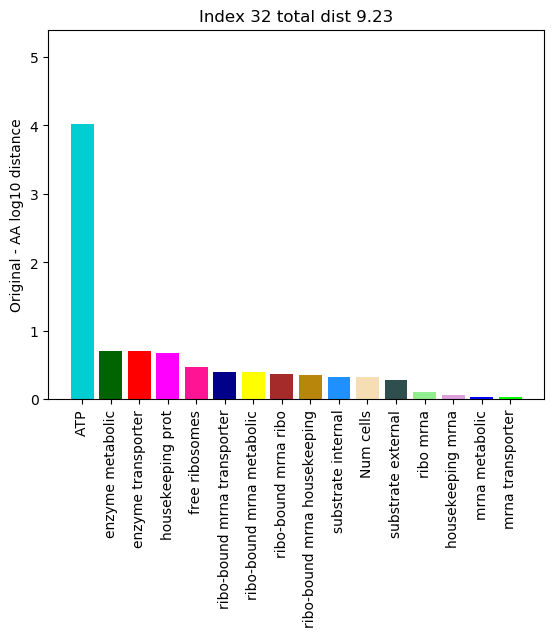 Index 32 total dist 9.23
Original - AA log10 distance
5
4
3
2
1
0
ATP
enzyme metabolic
enzyme transporter
housekeeping prot
free ribosomes
ribo-bound mrna transporter
ribo-bound mrna metabolic
ribo-bound mrna ribo
ribo-bound mrna housekeeping
substrate internal
Num cells
substrate external
ribo mrna
housekeeping mrna
mrna metabolic
mrna transporter